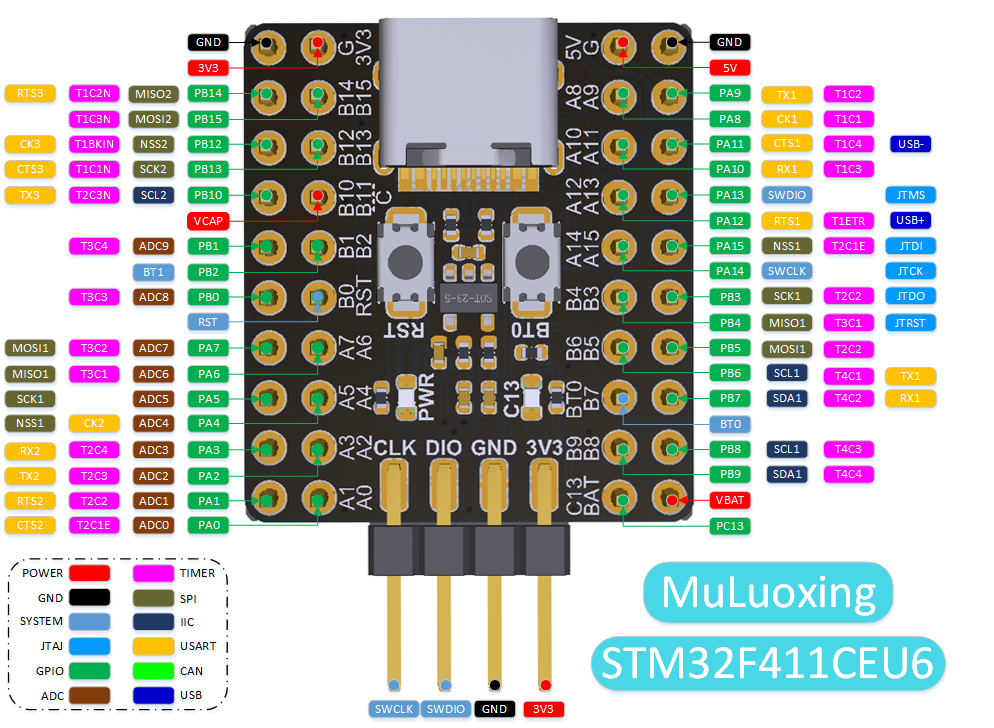 GND
3V3
RTS3 T1C2N MISO2 PB14
T1C3N MOSI2 PB15
CK3 T1BKIN NSS2 PB12
CTS3 T1C1N SCK2 PB13
TX3 T2C3N SCL2 PB10
VCAP
T3C4 ADC9 PB1
BT1 PB2
T3C3 ADC8 PB0
RST
MOSI1 T3C2 ADC7 PA7
MISO1 T3C1 ADC6 PA6
SCK1 ADC5 PA5
NSS1 CK2 ADC4 PA4
RX2 T2C4 ADC3 PA3
TX2 T2C3 ADC2 PA2
RTS2 T2C2 ADC1 PA1
CTS2 T2C1E ADC0 PA0
G
3V3
B14
B15
B12
B13
B10
B11
B1
B2
B0
RST
A7
A6
A5
A4
A3
A2
A1
A0
SOT-23-5
RST
BT0
PWR
C13
CLK DIO GND 3V3
5V
G
A8
A9
A10
A11
A12
A13
A14
A15
B4
B3
B6
B5
BT0
B7
B9
B8
C13
BAT
GND
5V
PA9 TX1 T1C2
PA8 CK1 T1C1
PA11 CTS1 T1C4 USB-
PA10 RX1 T1C3
PA13 SWDIO JTMS
PA12 RTS1 T1ETR USB+
PA15 NSS1 T2C1E JTDI
PA14 SWCLK JTCK
PB3 SCK1 T2C2 JTDO
PB4 MISO1 T3C1 JTRST
PB5 MOSI1 T2C2
PB6 SCL1 T4C1 TX1
PB7 SDA1 T4C2 RX1
BT0
PB8 SCL1 T4C3
PB9 SDA1 T4C4
VBAT
PC13
POWER TIMER
GND SPI
SYSTEM IIC
JTAJ USART
GPIO CAN
ADC USB
SWCLK SWDIO GND 3V3
MuLuoxing
STM32F411CEU6